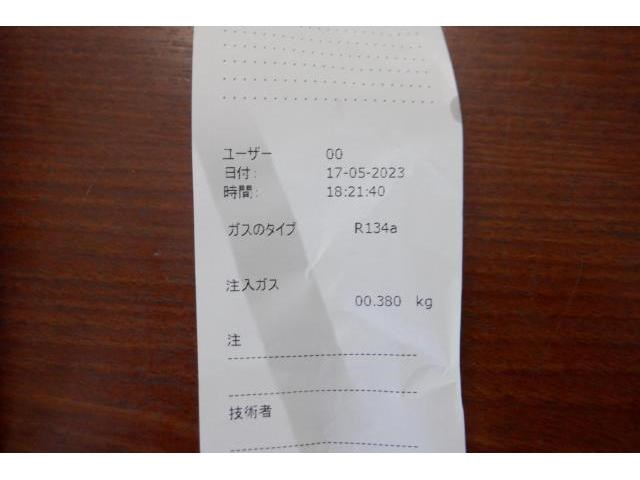 ユーザー 00
日付: 17-05-2023
時間: 18:21:40
ガスのタイプ R134a
注入ガス
00.380 kg
注
技術者